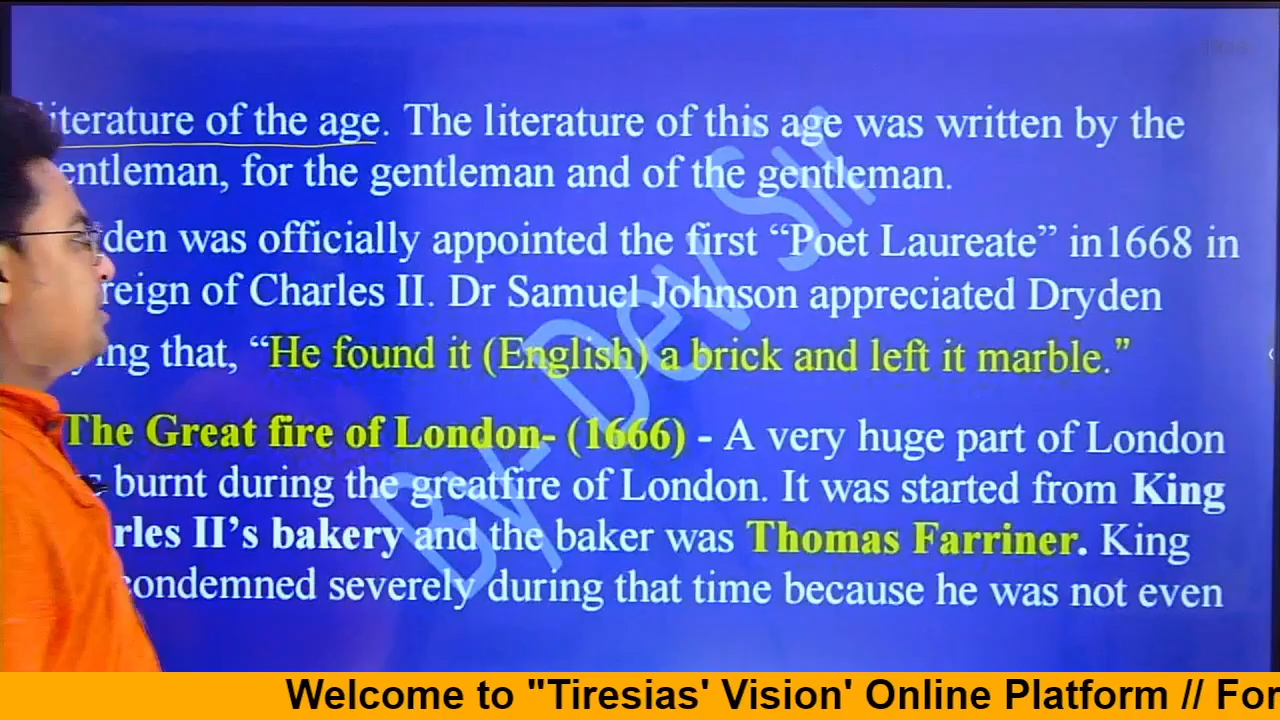 literature of the age. The literature of this age was written by the
entleman, for the gentleman and of the gentleman.
den was officially appointed the first “Poet Laureate” in1668 in
reign of Charles II. Dr Samuel Johnson appreciated Dryden
ying that, “He found it (English) a brick and left it marble.”
The Great fire of London- (1666) - A very huge part of London
burnt during the greatfire of London. It was started from King
rles II’s bakery and the baker was Thomas Farriner. King
condemned severely during that time because he was not even
By- Dev Sir
Welcome to "Tiresias' Vision' Online Platform // For